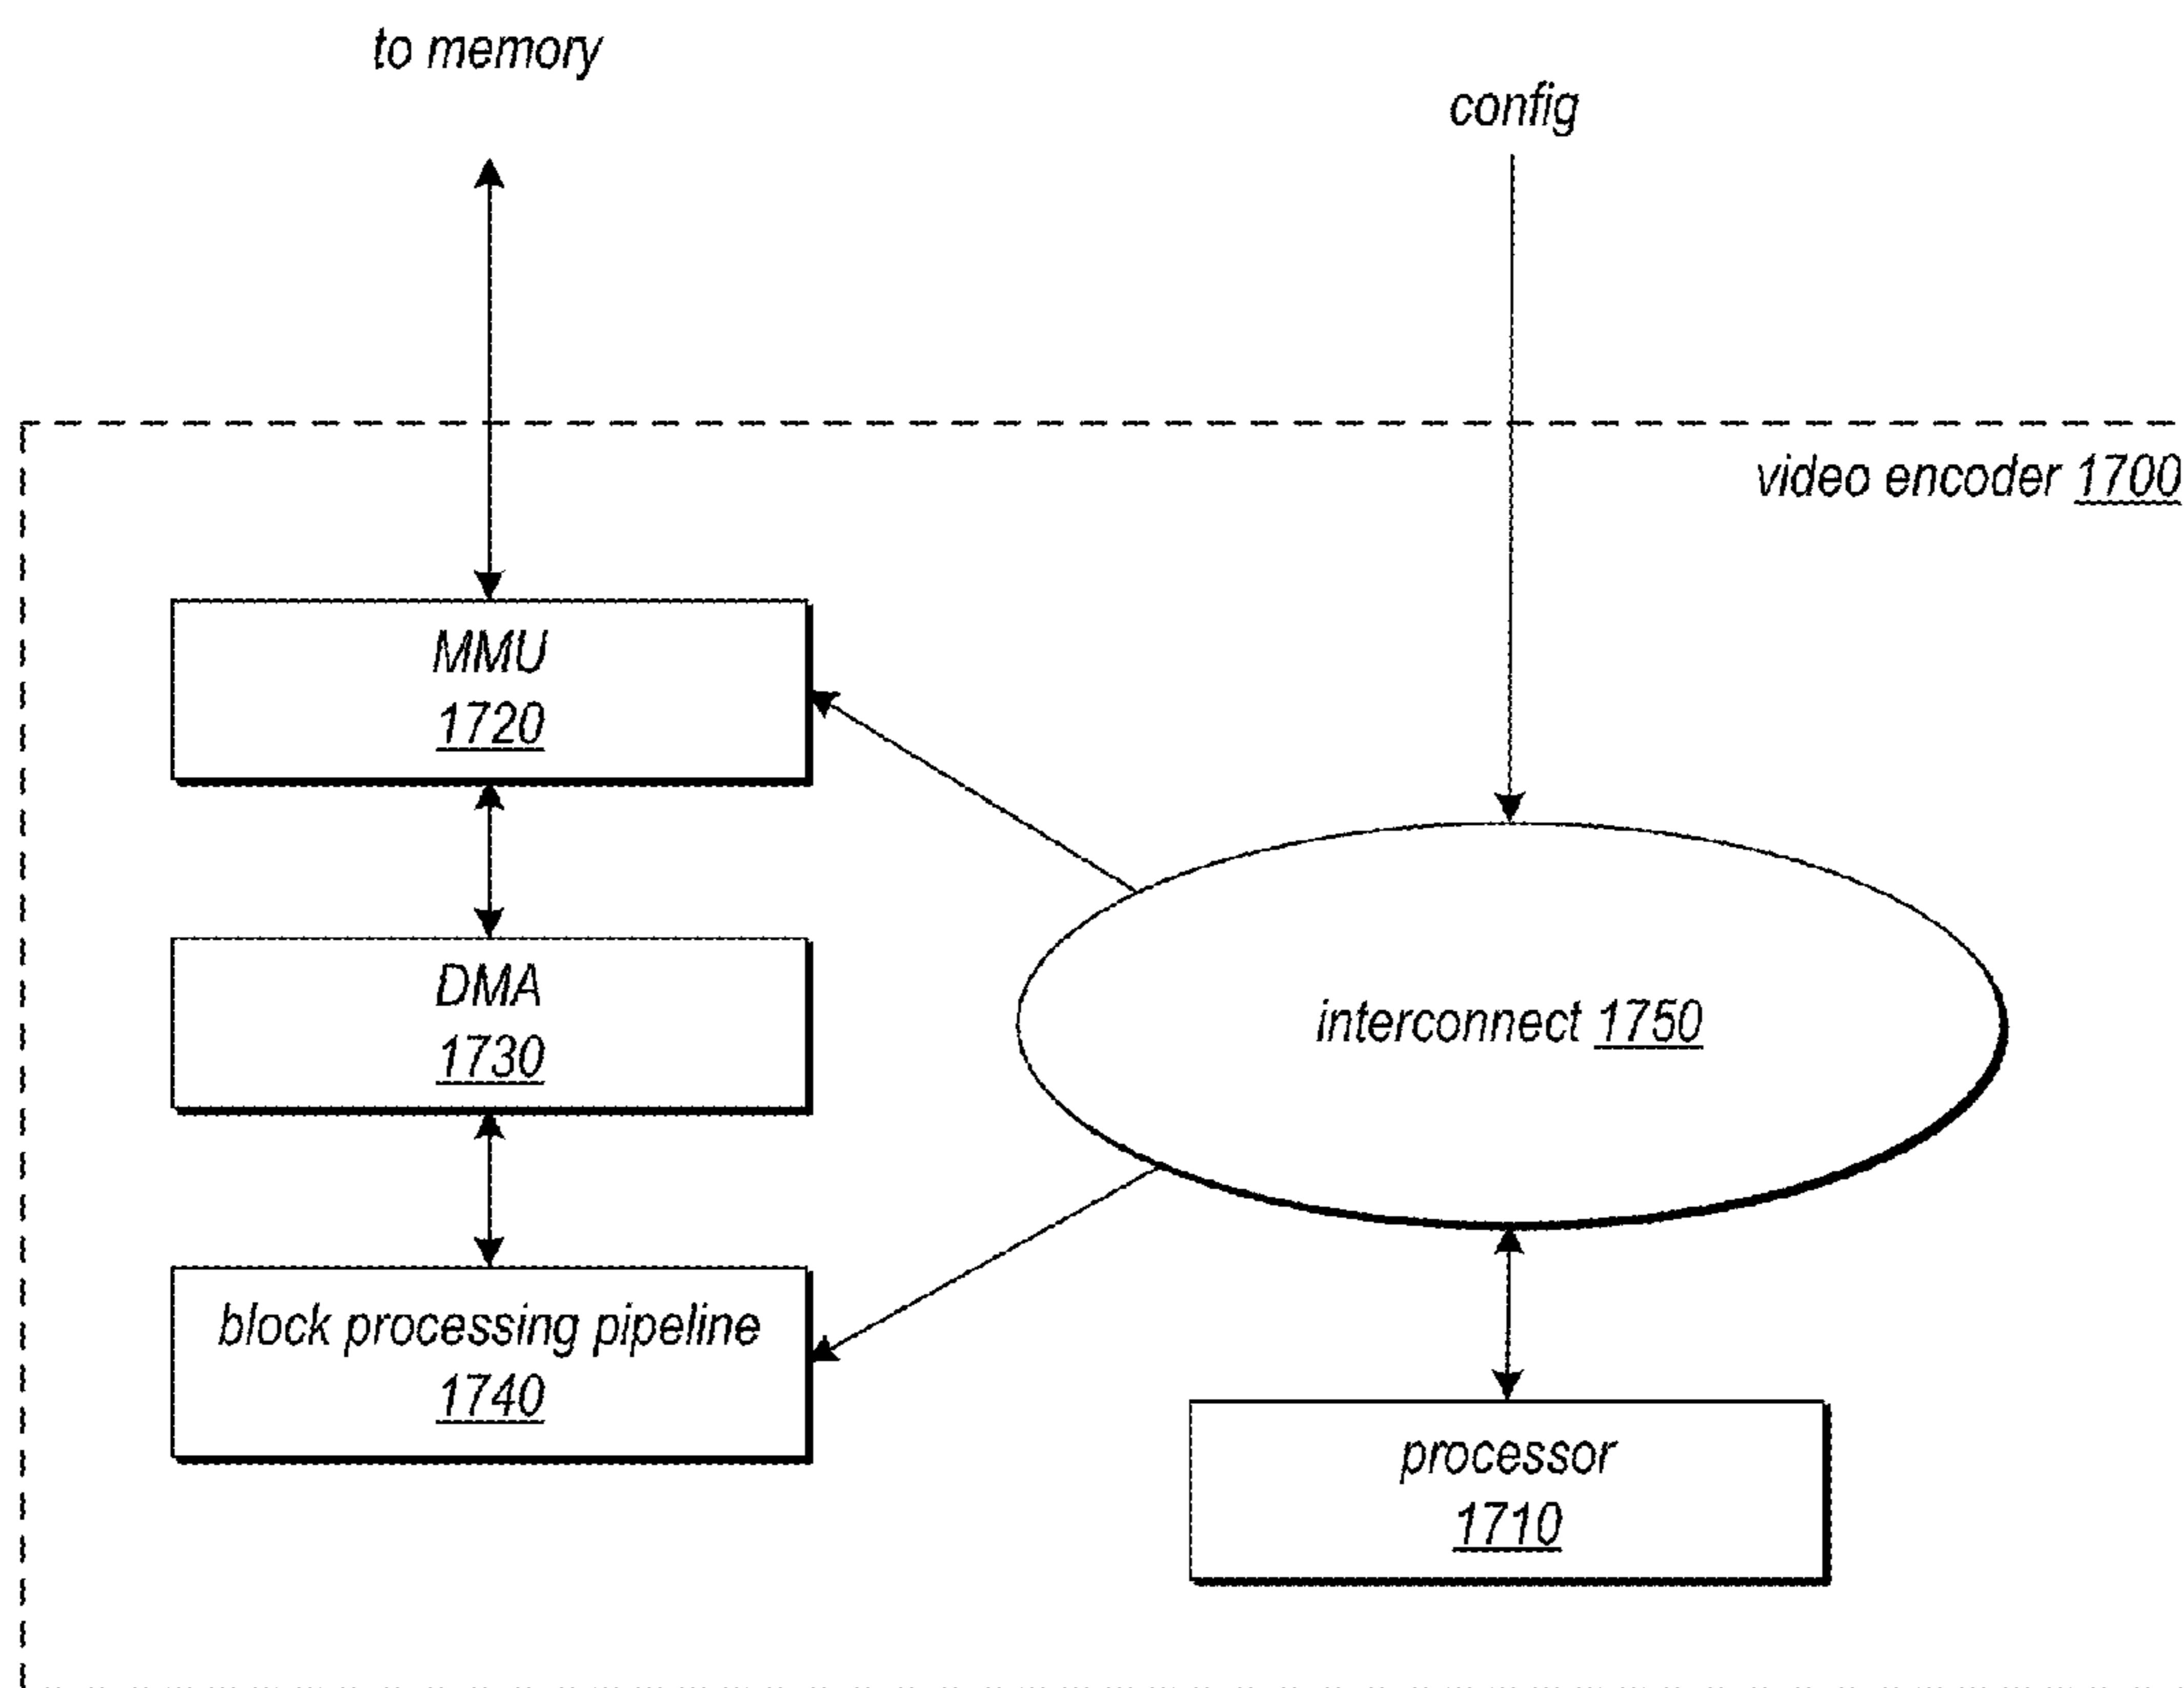 to memory
config
video encoder 1700
MMU
1720
DMA
1730
interconnect 1750
block processing pipeline
1740
processor
1710